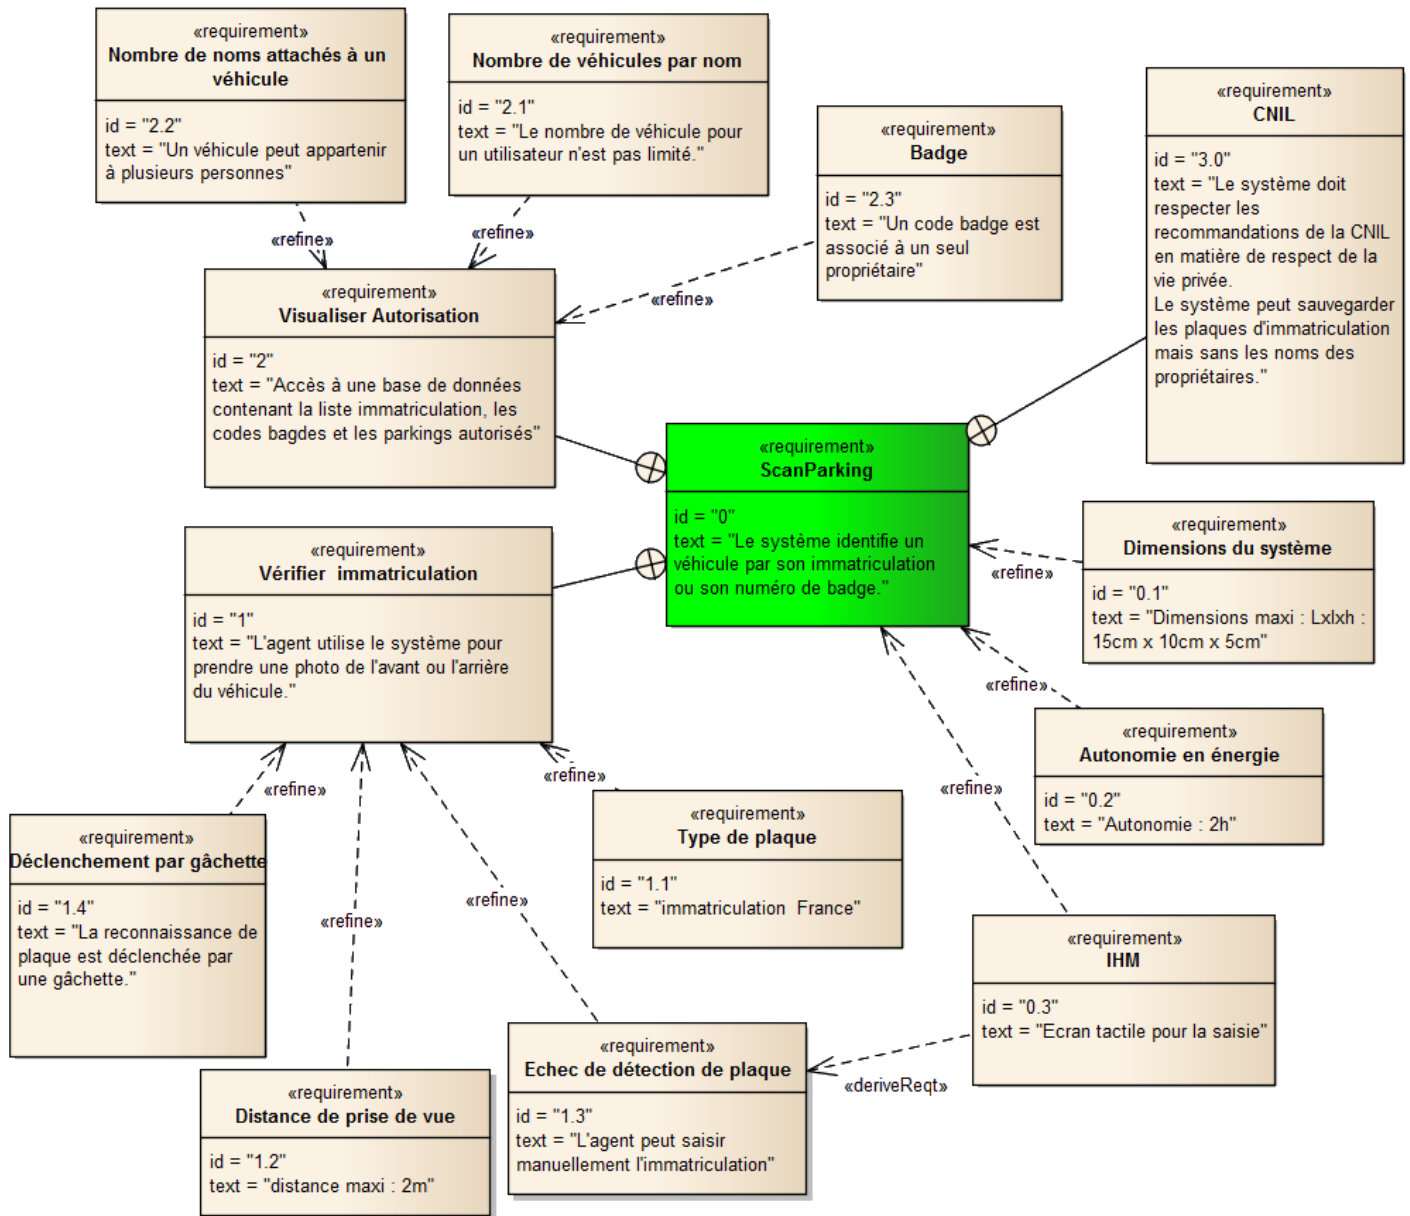 «requirement»
Nombre de noms attachés à un
véhicule
id = "2.2"
text = "Un véhicule peut appartenir
à plusieurs personnes"
«requirement»
Nombre de véhicules par nom
id = "2.1"
text = "Le nombre de véhicule pour
un utilisateur n'est pas limité."
«requirement»
Badge
id = "2.3"
text = "Un code badge est
associé à un seul
propriétaire"
«requirement»
CNIL
id = "3.0"
text = "Le système doit
respecter les
recommandations de la CNIL
en matière de respect de la
vie privée.
Le système peut sauvegarder
les plaques d'immatriculation
mais sans les noms des
propriétaires."
«refine»
«refine»
«refine»
«requirement»
Visualiser Autorisation
id = "2"
text = "Accès à une base de données
contenant la liste immatriculation, les
codes bagdes et les parkings autorisés"
«requirement»
ScanParking
id = "0"
text = "Le système identifie un
véhicule par son immatriculation
ou son numéro de badge."
«requirement»
Vérifier  immatriculation
id = "1"
text = "L'agent utilise le système pour
prendre une photo de l'avant ou l'arrière
du véhicule."
«requirement»
Dimensions du système
id = "0.1"
text = "Dimensions maxi : Lxlxh :
15cm x 10cm x 5cm"
«refine»
«refine»
«requirement»
Autonomie en énergie
id = "0.2"
text = "Autonomie : 2h"
«refine»
«refine»
«refine»
«requirement»
Déclenchement par gâchette
id = "1.4"
text = "La reconnaissance de
plaque est déclenchée par
une gâchette."
«requirement»
Type de plaque
id = "1.1"
text = "immatriculation  France"
«refine»
«refine»
«requirement»
IHM
id = "0.3"
text = "Ecran tactile pour la saisie"
«requirement»
Distance de prise de vue
id = "1.2"
text = "distance maxi : 2m"
«requirement»
Echec de détection de plaque
id = "1.3"
text = "L'agent peut saisir
manuellement l'immatriculation"
«deriveReqt»